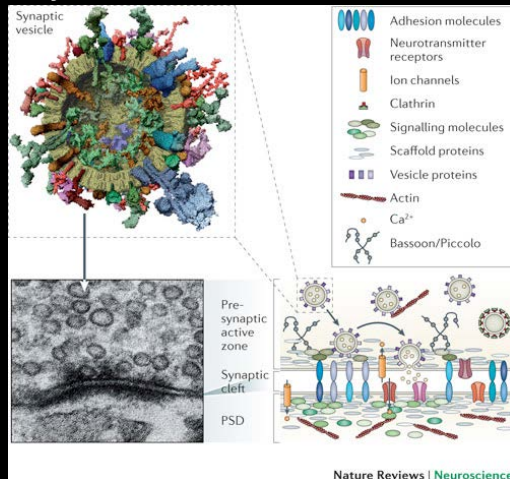 Synaptic
vesicle
Adhesion molecules
Neurotransmitter
receptors
Ion channels
Clathrin
Signalling molecules
Scaffold proteins
Vesicle proteins
Actin
Ca²⁺
Bassoon/Piccolo
Pre-
synaptic
active
zone
Synaptic
cleft
PSD
Nature Reviews | Neuroscience